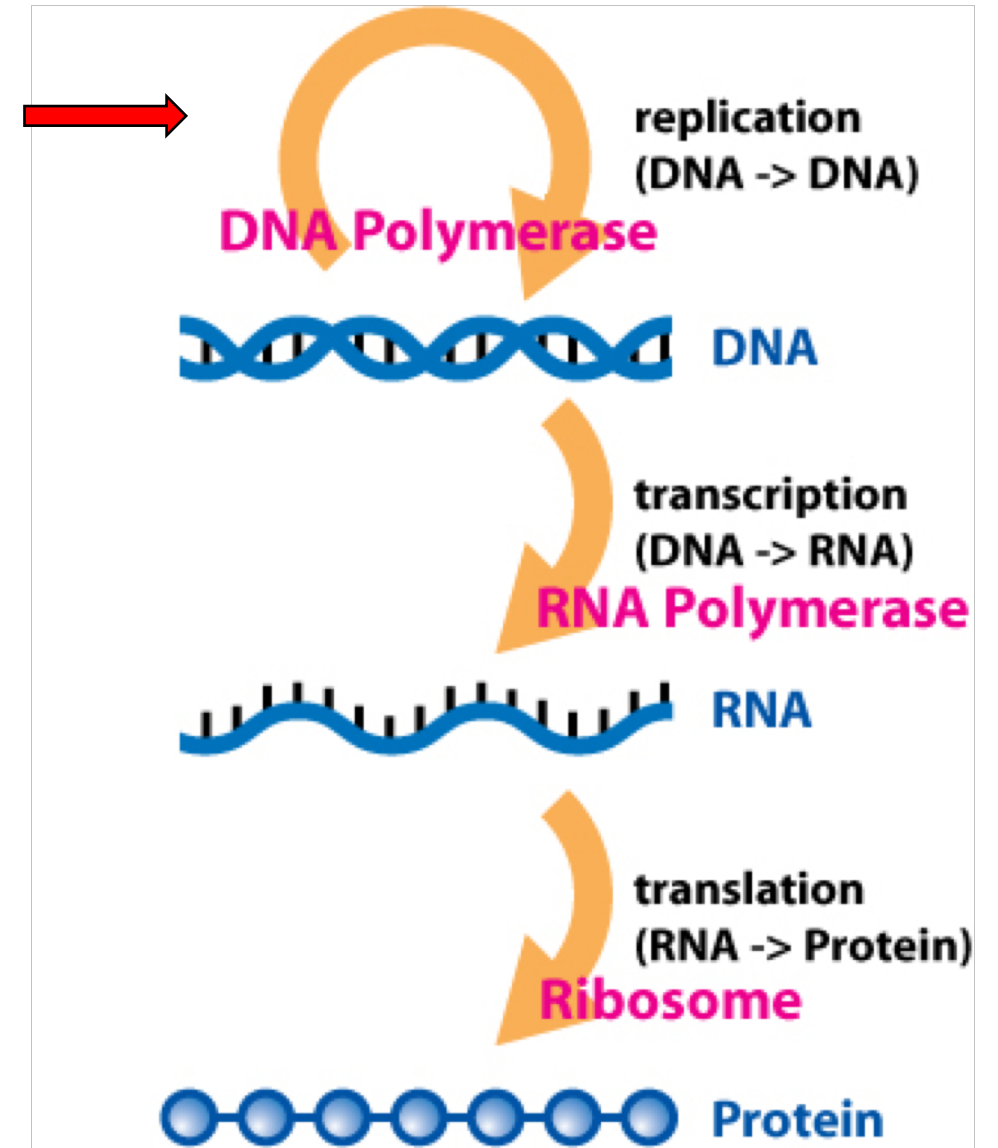 replication
(DNA -> DNA)
DNA Polymerase
DNA
transcription
(DNA -> RNA)
RNA Polymerase
RNA
translation
(RNA -> Protein)
Ribosome
Protein